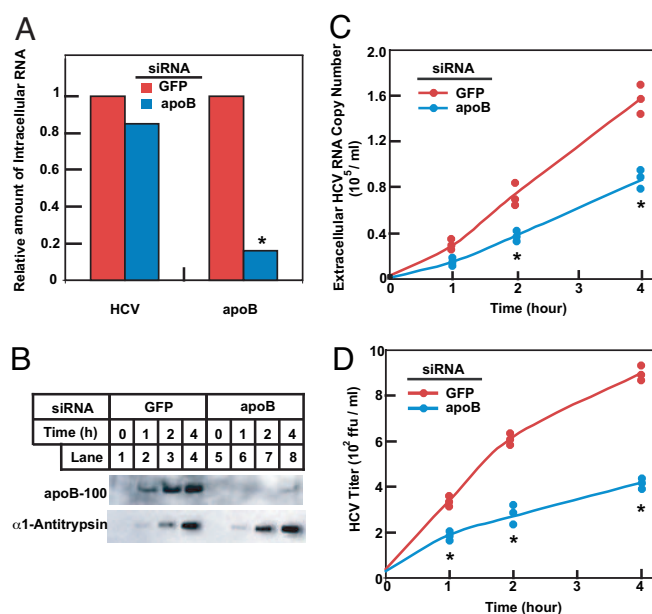 A
Relative amount of Intracellular RNA
siRNA
GFP
apoB
1
0.8
0.6
0.4
0.2
0
*
HCV
apoB
B
siRNA GFP apoB
Time (h) 0 1 2 4 0 1 2 4
Lane 1 2 3 4 5 6 7 8
apoB-100
α1-Antitrypsin
C
Extracellular HCV RNA Copy Number
(10⁵/ ml)
siRNA
GFP
apoB
2.0
1.6
1.2
0.8
0.4
*
*
0 1 2 4
Time (hour)
D
HCV Titer (10² ffu / ml)
siRNA
GFP
apoB
10
8
6
4
2
0
*
*
*
0 1 2 4
Time (hour)